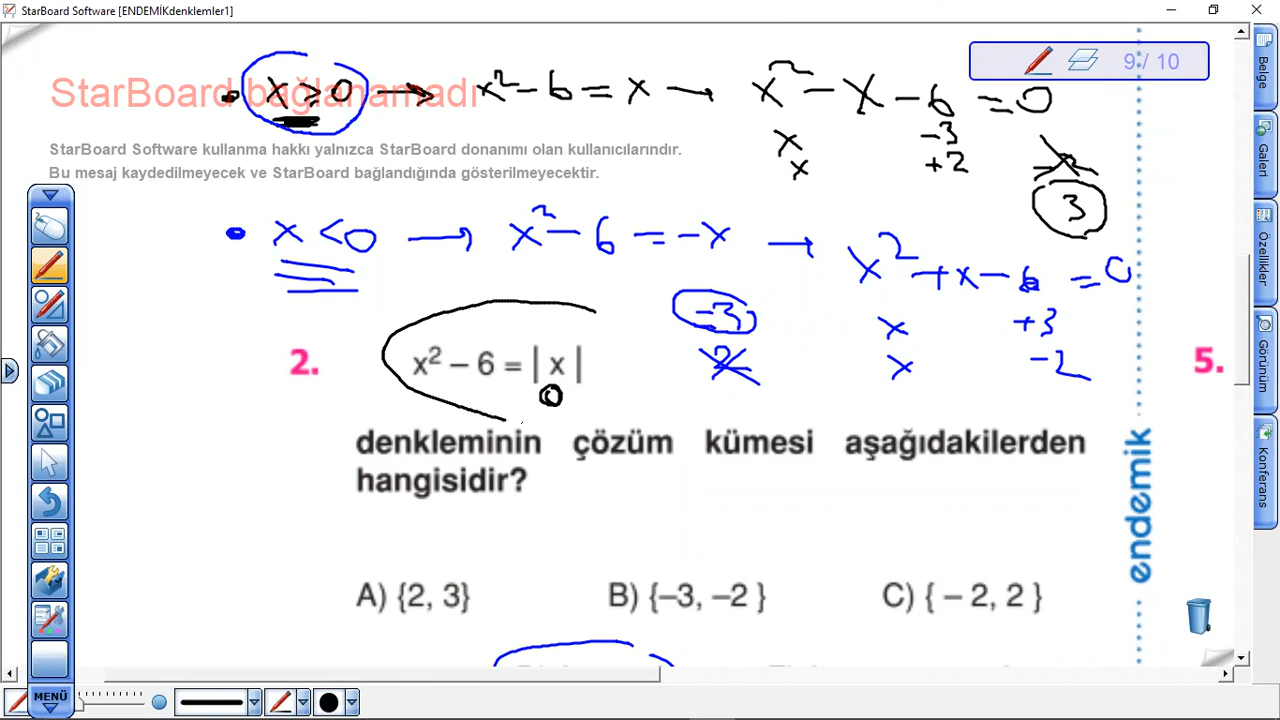 StarBoard Software [ENDEMİKdenklemler1]
StarBoard bağlanamadı
9 / 10
• x ≥ 0 → x² - 6 = x → x² - x - 6 = 0
x -3
x +2
-2
3
StarBoard Software kullanma hakkı yalnızca StarBoard donanımı olan kullanıcılarındır.
Bu mesaj kaydedilmeyecek ve StarBoard bağlandığında gösterilmeyecektir.
• x < 0 → x² - 6 = -x → x² + x - 6 = 0
x +3
x -2
-3
2
2. x² – 6 = | x |
0
denkleminin çözüm kümesi aşağıdakilerden
hangisidir?
A) {2, 3} B) {–3, –2 } C) { – 2, 2 }
5.
endemik
MENÜ
Belge
Galeri
Özellikler
Görünüm
Konferans